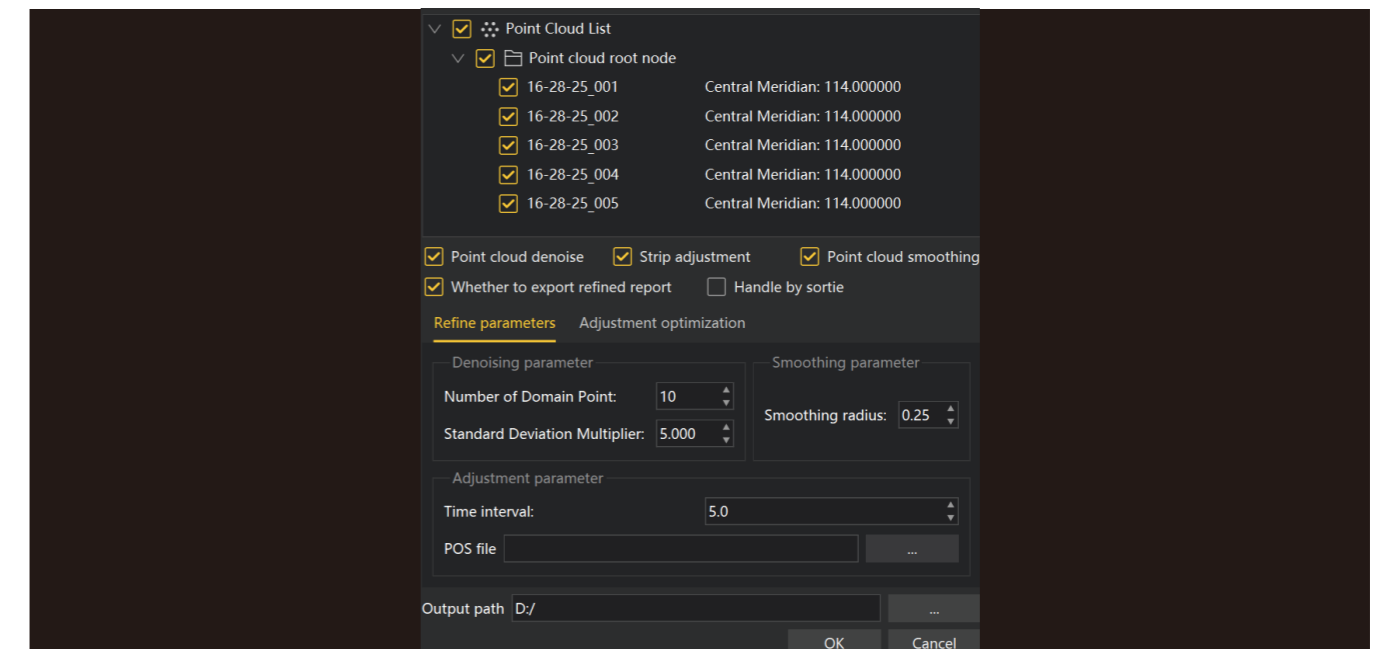 Point Cloud List
Point cloud root node
16-28-25_001 Central Meridian: 114.000000
16-28-25_002 Central Meridian: 114.000000
16-28-25_003 Central Meridian: 114.000000
16-28-25_004 Central Meridian: 114.000000
16-28-25_005 Central Meridian: 114.000000
Point cloud denoise Strip adjustment Point cloud smoothing
Whether to export refined report Handle by sortie
Refine parameters Adjustment optimization
Denoising parameter Smoothing parameter
Number of Domain Point: 10
Smoothing radius: 0.25
Standard Deviation Multiplier: 5.000
Adjustment parameter
Time interval: 5.0
POS file ...
Output path D:/ ...
OK Cancel